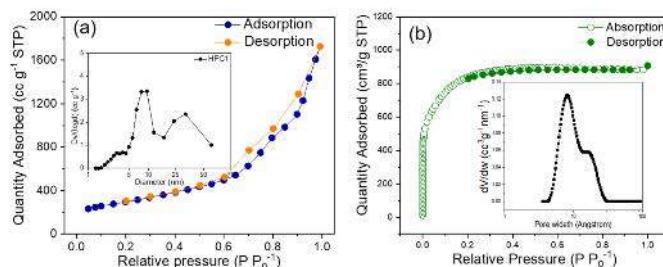 (a)
Adsorption
Desorption
HPC1
Quantity Adsorbed (cc g⁻¹ STP)
2000
1600
1200
800
400
0
Diameter (nm)
0.0 0.2 0.4 0.6 0.8 1.0
Relative pressure (P P₀⁻¹)
(b)
Absorption
Desorption
Quantity Adsorbed (cm³/g STP)
1200
1000
800
600
400
200
0
dV/dw (cc g⁻¹ nm⁻¹)
Pore wideth (Angstrom)
0.0 0.2 0.4 0.6 0.8 1.0
Relative Pressure (P P₀⁻¹)